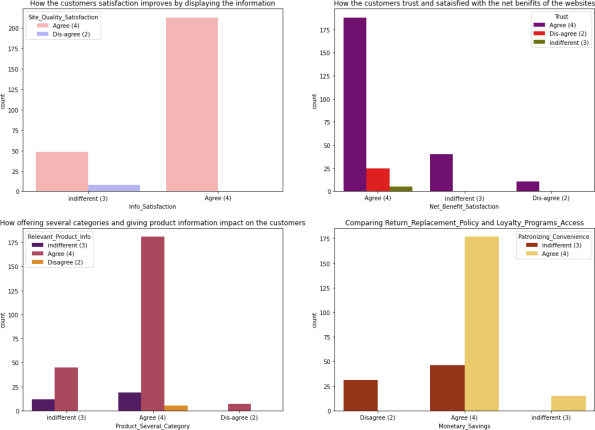 How the customers satisfaction improves by displaying the information
Site_Quality_Satisfaction
Agree (4)
Dis-agree (2)
200
175
150
125
100
75
50
25
0
count
indifferent (3)
Agree (4)
Info_Satisfaction
How the customers trust and sataisfied with the net benifits of the websites
Trust
Agree (4)
Dis-agree (2)
indifferent (3)
175
150
125
100
75
50
25
0
count
Agree (4)
indifferent (3)
Dis-agree (2)
Net_Benefit_Satisfaction
How offering several categories and giving product information impact on the customers
Relevant_Product_Info
indifferent (3)
Agree (4)
Disagree (2)
175
150
125
100
75
50
25
0
count
indifferent (3)
Agree (4)
Dis-agree (2)
Product_Several_Category
Comparing Return_Replacement_Policy and Loyalty_Programs_Access
Patronizing_Convenience
indifferent (3)
Agree (4)
175
150
125
100
75
50
25
0
count
Disagree (2)
Agree (4)
indifferent (3)
Monetary_Savings